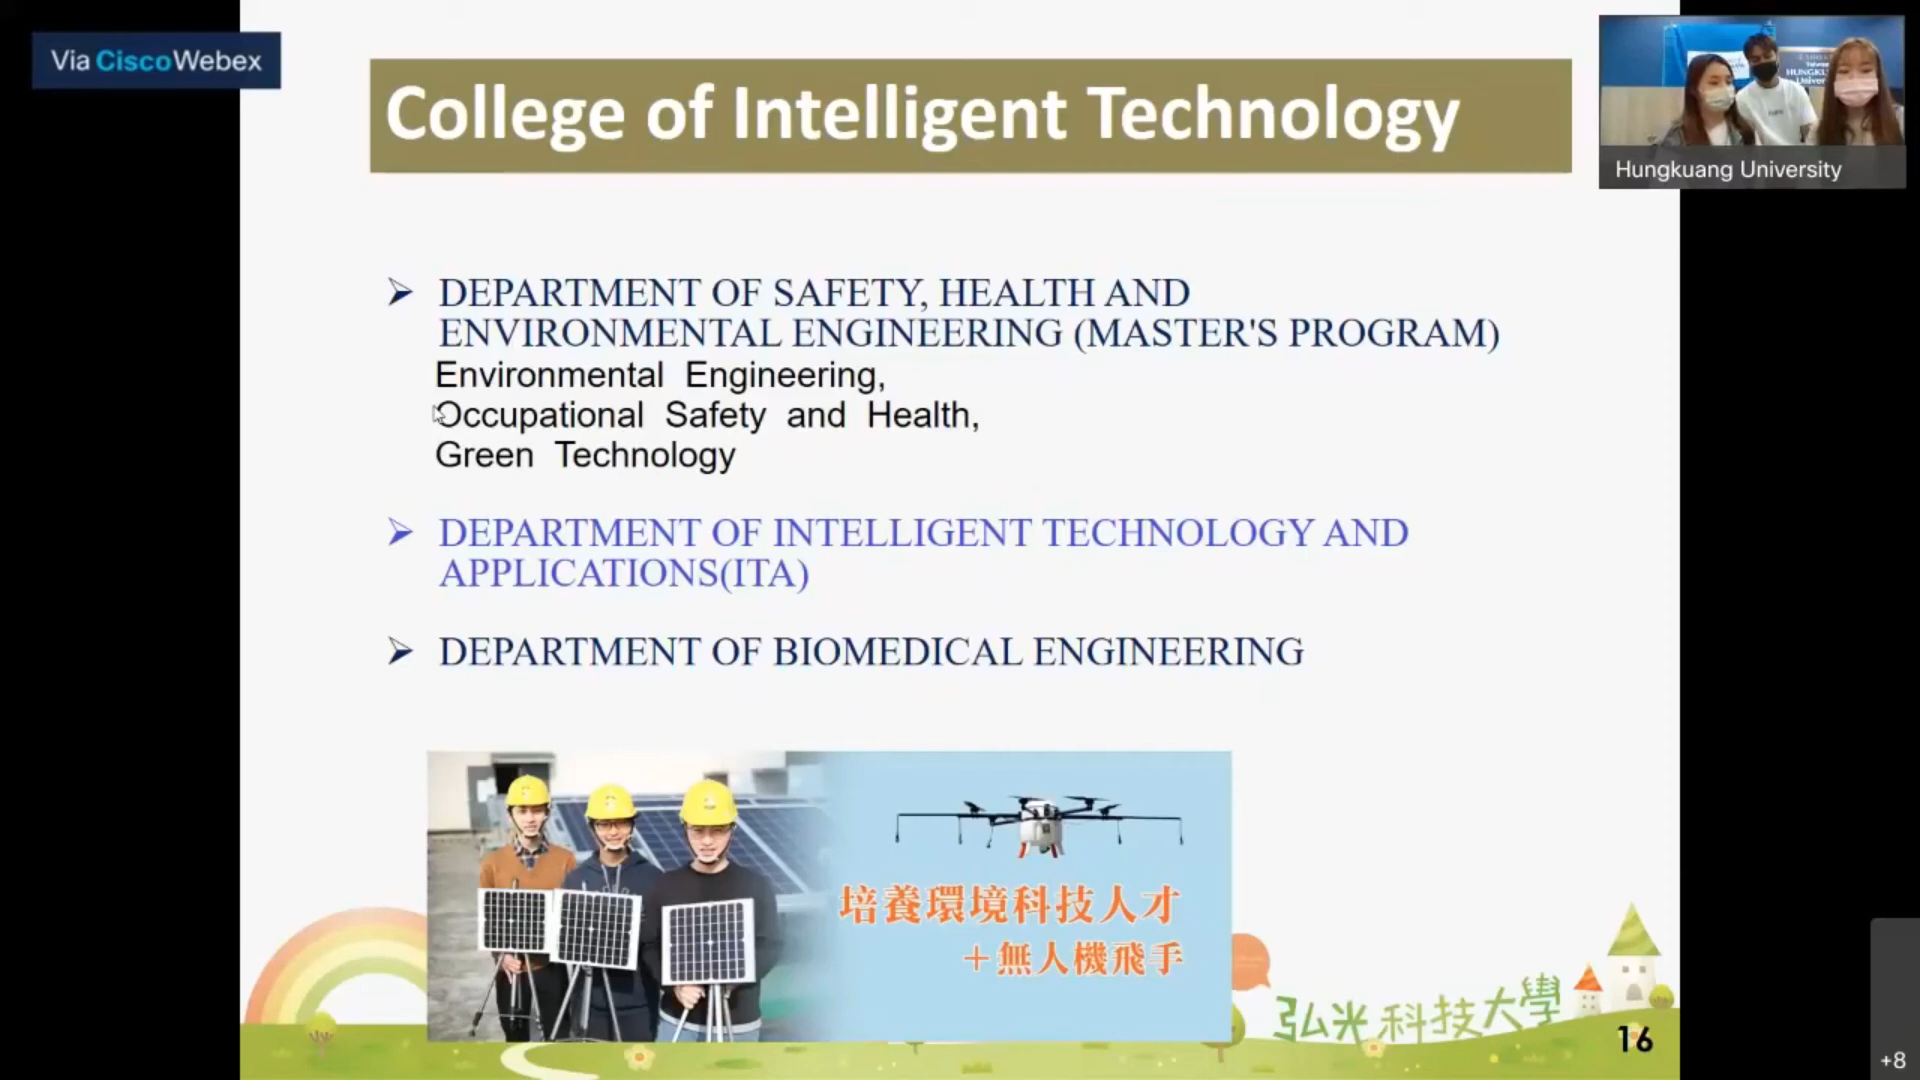 Via CiscoWebex
College of Intelligent Technology
Hungkuang University
DEPARTMENT OF SAFETY, HEALTH AND
ENVIRONMENTAL ENGINEERING (MASTER'S PROGRAM)
Environmental Engineering,
Occupational Safety and Health,
Green Technology
DEPARTMENT OF INTELLIGENT TECHNOLOGY AND
APPLICATIONS(ITA)
DEPARTMENT OF BIOMEDICAL ENGINEERING
培養環境科技人才
+無人機飛手
弘光科技大學
16
+8